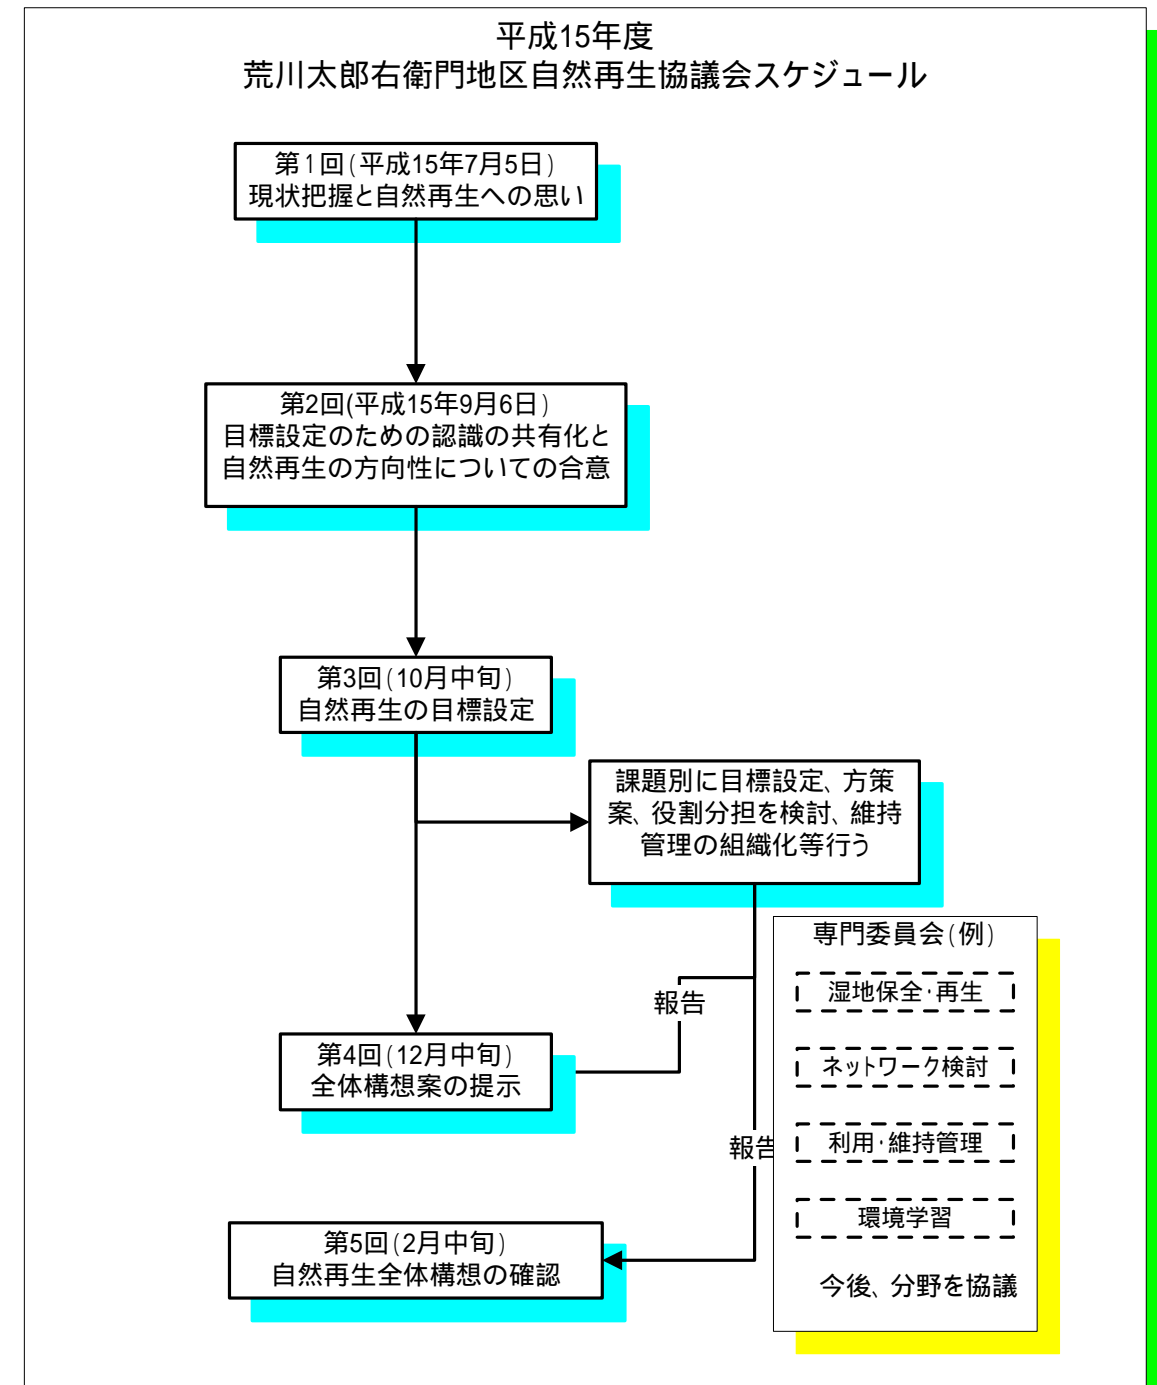 平成15年度
荒川太郎右衛門地区自然再生協議会スケジュール
第1回(平成15年7月5日)
現状把握と自然再生への思い
第2回(平成15年9月6日)
目標設定のための認識の共有化と
自然再生の方向性についての合意
第3回(10月中旬)
自然再生の目標設定
課題別に目標設定、方策
案、役割分担を検討、維持
管理の組織化等行う
専門委員会(例)
湿地保全・再生
ネットワーク検討
利用・維持管理
環境学習
今後、分野を協議
報告
第4回(12月中旬)
全体構想案の提示
報告
第5回(2月中旬)
自然再生全体構想の確認